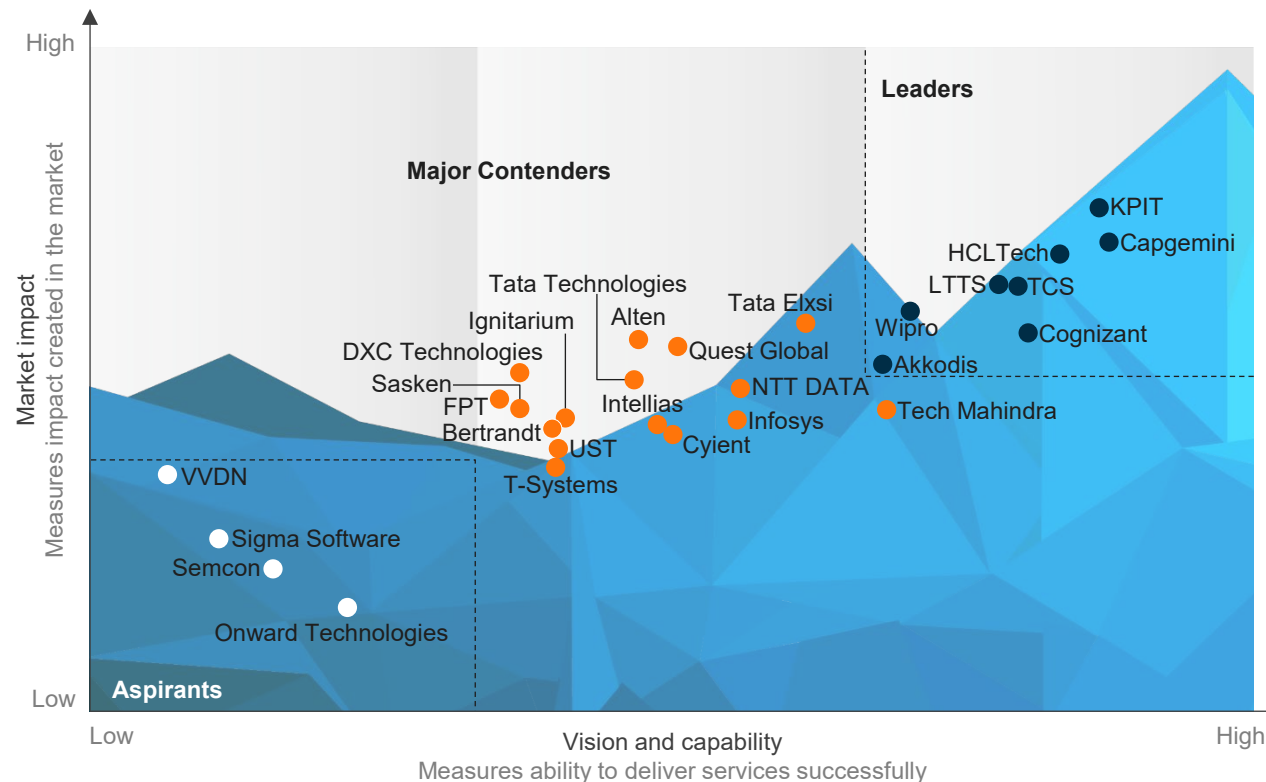 High
Leaders
Major Contenders
KPIT
Capgemini
HCLTech
LTTS
TCS
Tata Technologies
Tata Elxsi
Alten
Ignitarium
Wipro
Cognizant
DXC Technologies
Quest Global
Akkodis
Sasken
NTT DATA
FPT
Intellias
Tech Mahindra
Bertrandt
Infosys
UST
Cyient
T-Systems
VVDN
Sigma Software
Semcon
Onward Technologies
Aspirants
Market impact
Measures impact created in the market
Low
Low
High
Vision and capability
Measures ability to deliver services successfully